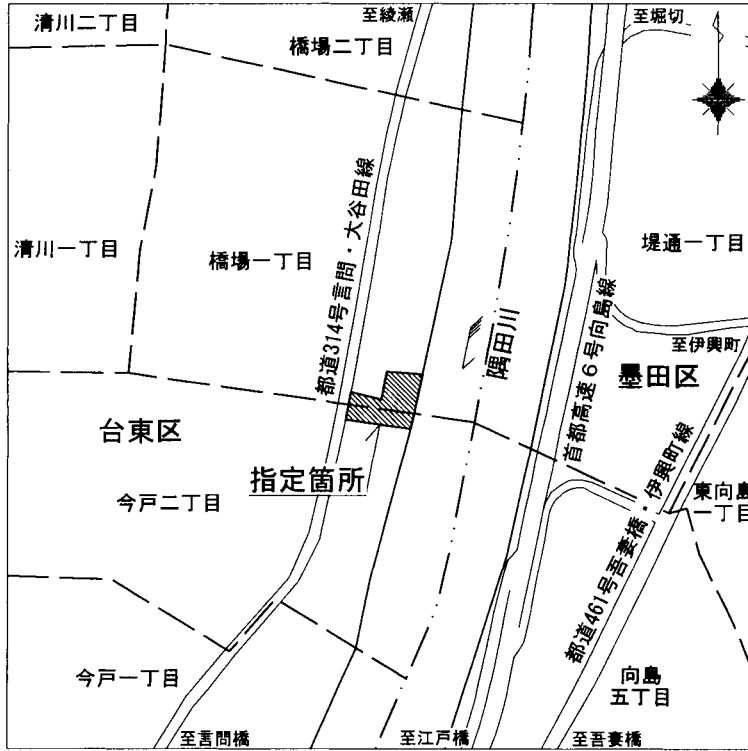 至綾瀬
至堀切
清川二丁目
橋場二丁目
都道314号言問・大谷田線
清川一丁目
橋場一丁目
堤通一丁目
隅田川
首都高速6号向島線
至伊興町
墨田区
台東区
指定箇所
今戸二丁目
東向島
一丁目
都道461号吾妻橋・伊興町線
今戸一丁目
向島
五丁目
至言問橋
至江戸橋
至吾妻橋